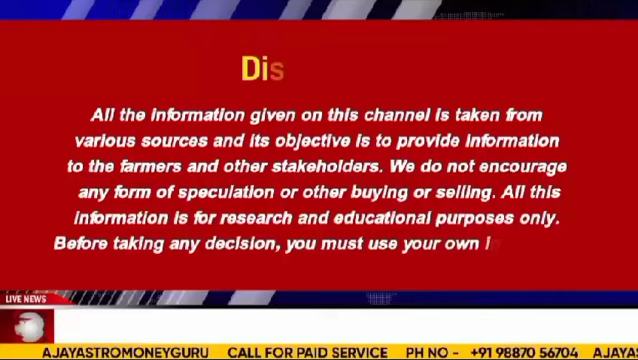 Dis
All the information given on this channel is taken from
various sources and its objective is to provide information
to the farmers and other stakeholders. We do not encourage
any form of speculation or other buying or selling. All this
information is for research and educational purposes only.
Before taking any decision, you must use your own i
LIVE NEWS
AJAYASTROMONEYGURU CALL FOR PAID SERVICE PH NO - +91 98870 56704 AJAYA